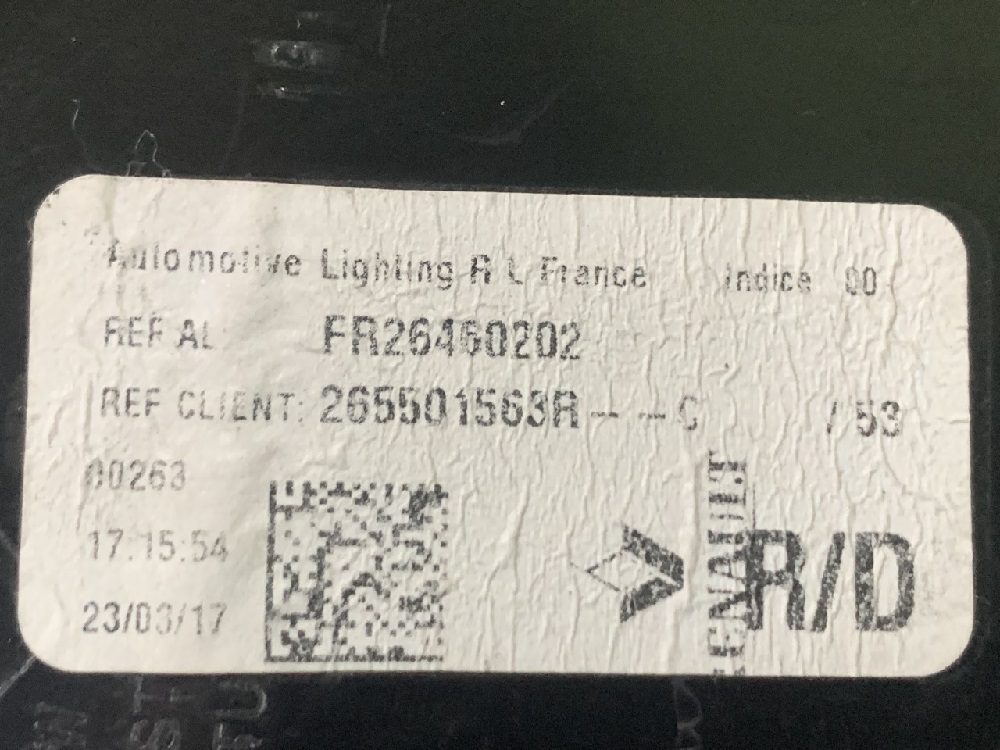 Automotive Lighting R L France Indice 00
REF AL FR26460202
REF CLIENT: 265501563R - - C / 53
00263
17:15:54
23/03/17
RENAULT
R/D